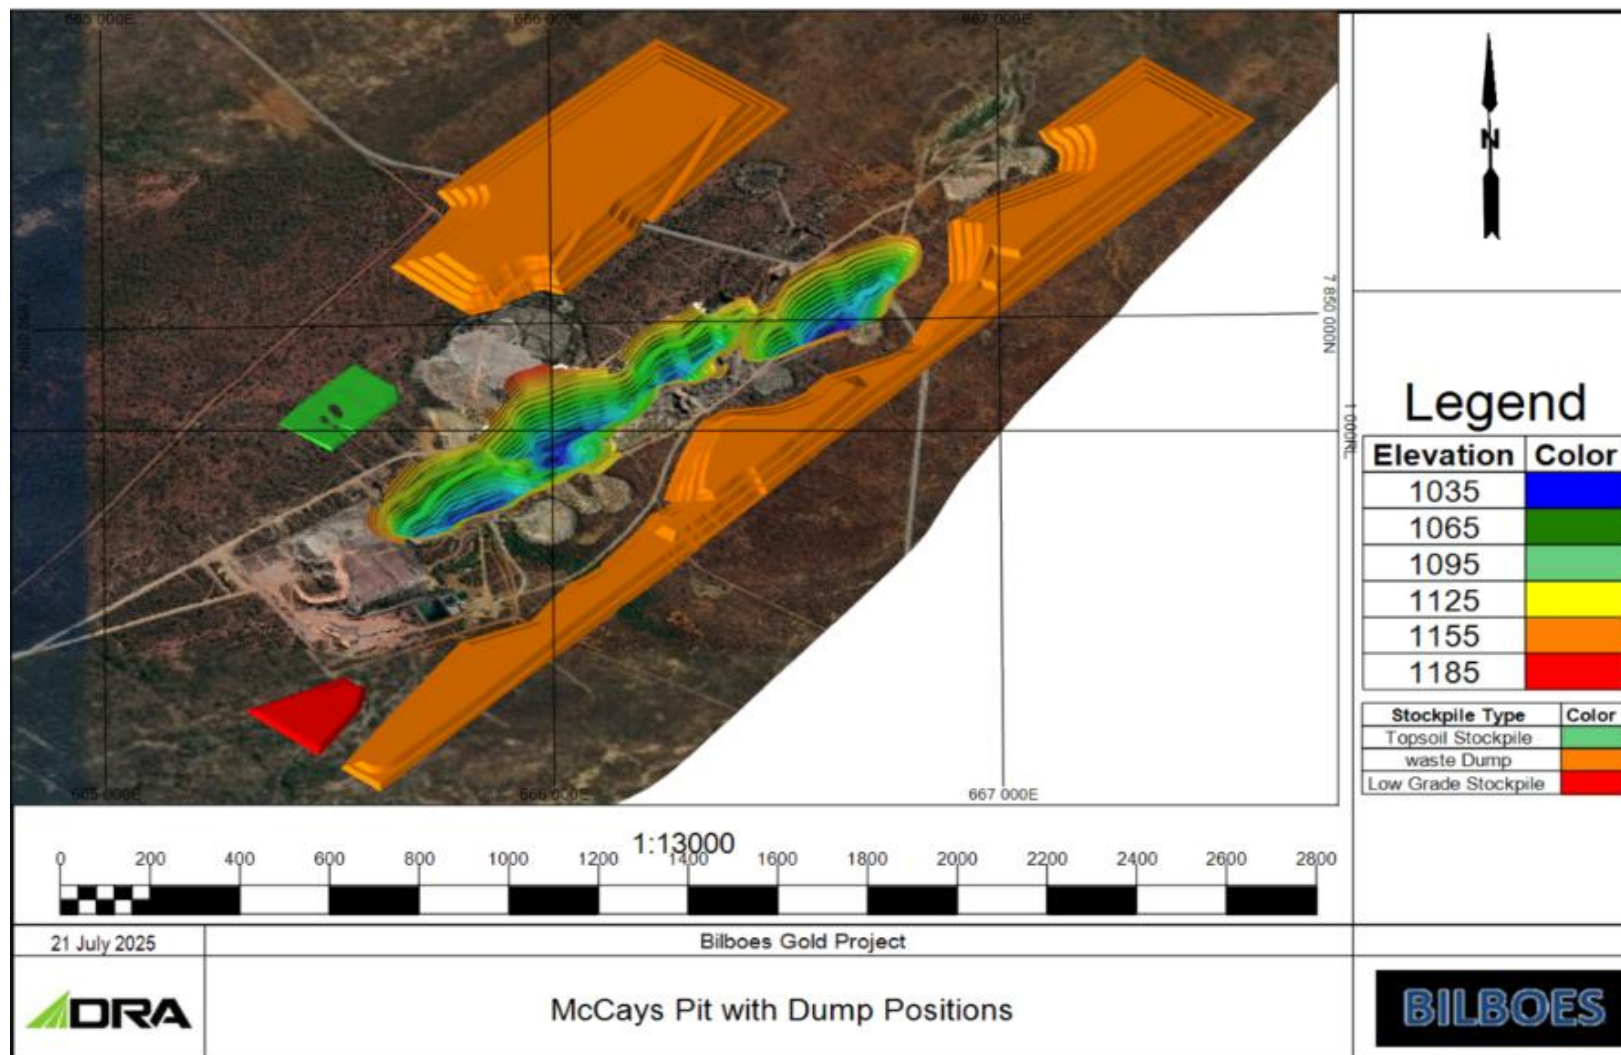 665 000E
666 000E
667 000E
N
7 850 000N
1 000RL
665 000E
666 000E
667 000E
Legend
Elevation Color
1035
1065
1095
1125
1155
1185
Stockpile Type Color
Topsoil Stockpile
waste Dump
Low Grade Stockpile
1:13000
0 200 400 600 800 1000 1200 1400 1600 1800 2000 2200 2400 2600 2800
21 July 2025
Bilboes Gold Project
DRA
McCays Pit with Dump Positions
BILBOES